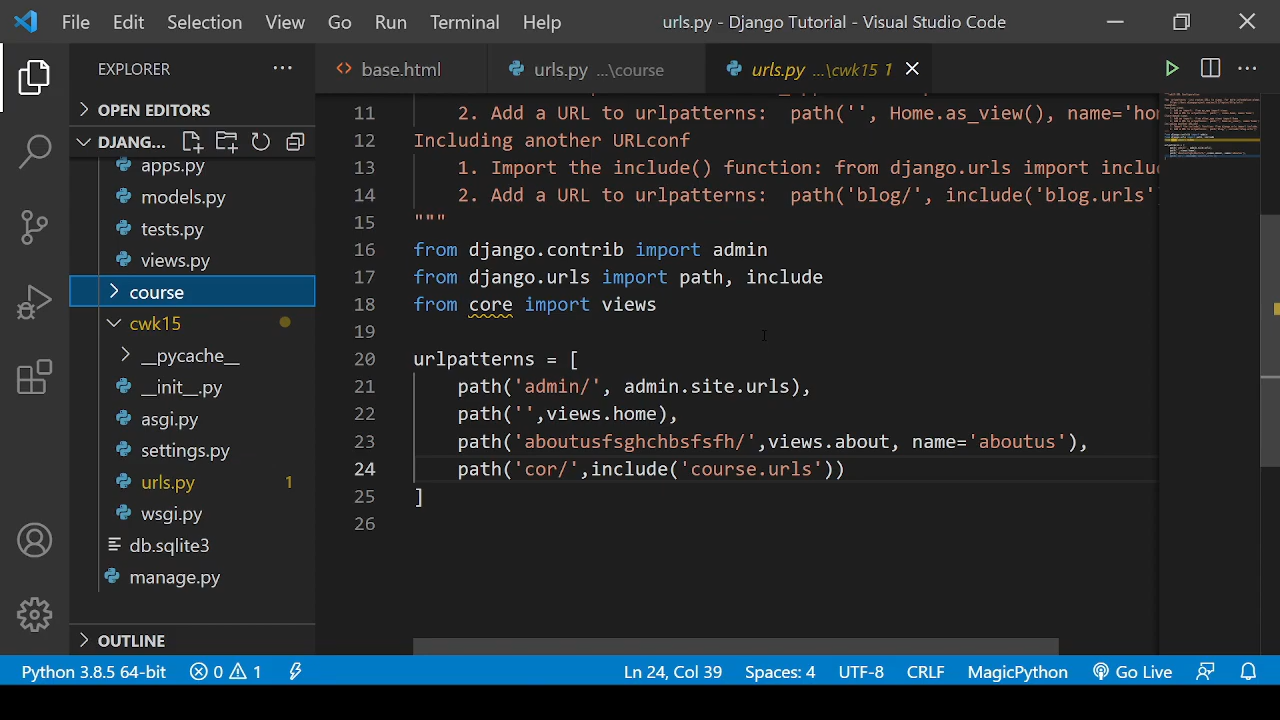 File Edit Selection View Go Run Terminal Help urls.py - Django Tutorial - Visual Studio Code
EXPLORER
OPEN EDITORS
DJANG...
apps.py
models.py
tests.py
views.py
course
cwk15
__pycache__
__init__.py
asgi.py
settings.py
urls.py 1
wsgi.py
db.sqlite3
manage.py
OUTLINE
base.html urls.py ...\course urls.py ...\cwk15 1
11 2. Add a URL to urlpatterns:  path('', Home.as_view(), name='ho
12 Including another URLconf
13 1. Import the include() function: from django.urls import inclu
14 2. Add a URL to urlpatterns:  path('blog/', include('blog.urls'
15 """
16 from django.contrib import admin
17 from django.urls import path, include
18 from core import views
19
20 urlpatterns = [
21 path('admin/', admin.site.urls),
22 path('',views.home),
23 path('aboutusfsghchbsfsfh/',views.about, name='aboutus'),
24 path('cor/',include('course.urls'))
25 ]
26
Python 3.8.5 64-bit 0 1 Ln 24, Col 39 Spaces: 4 UTF-8 CRLF MagicPython Go Live